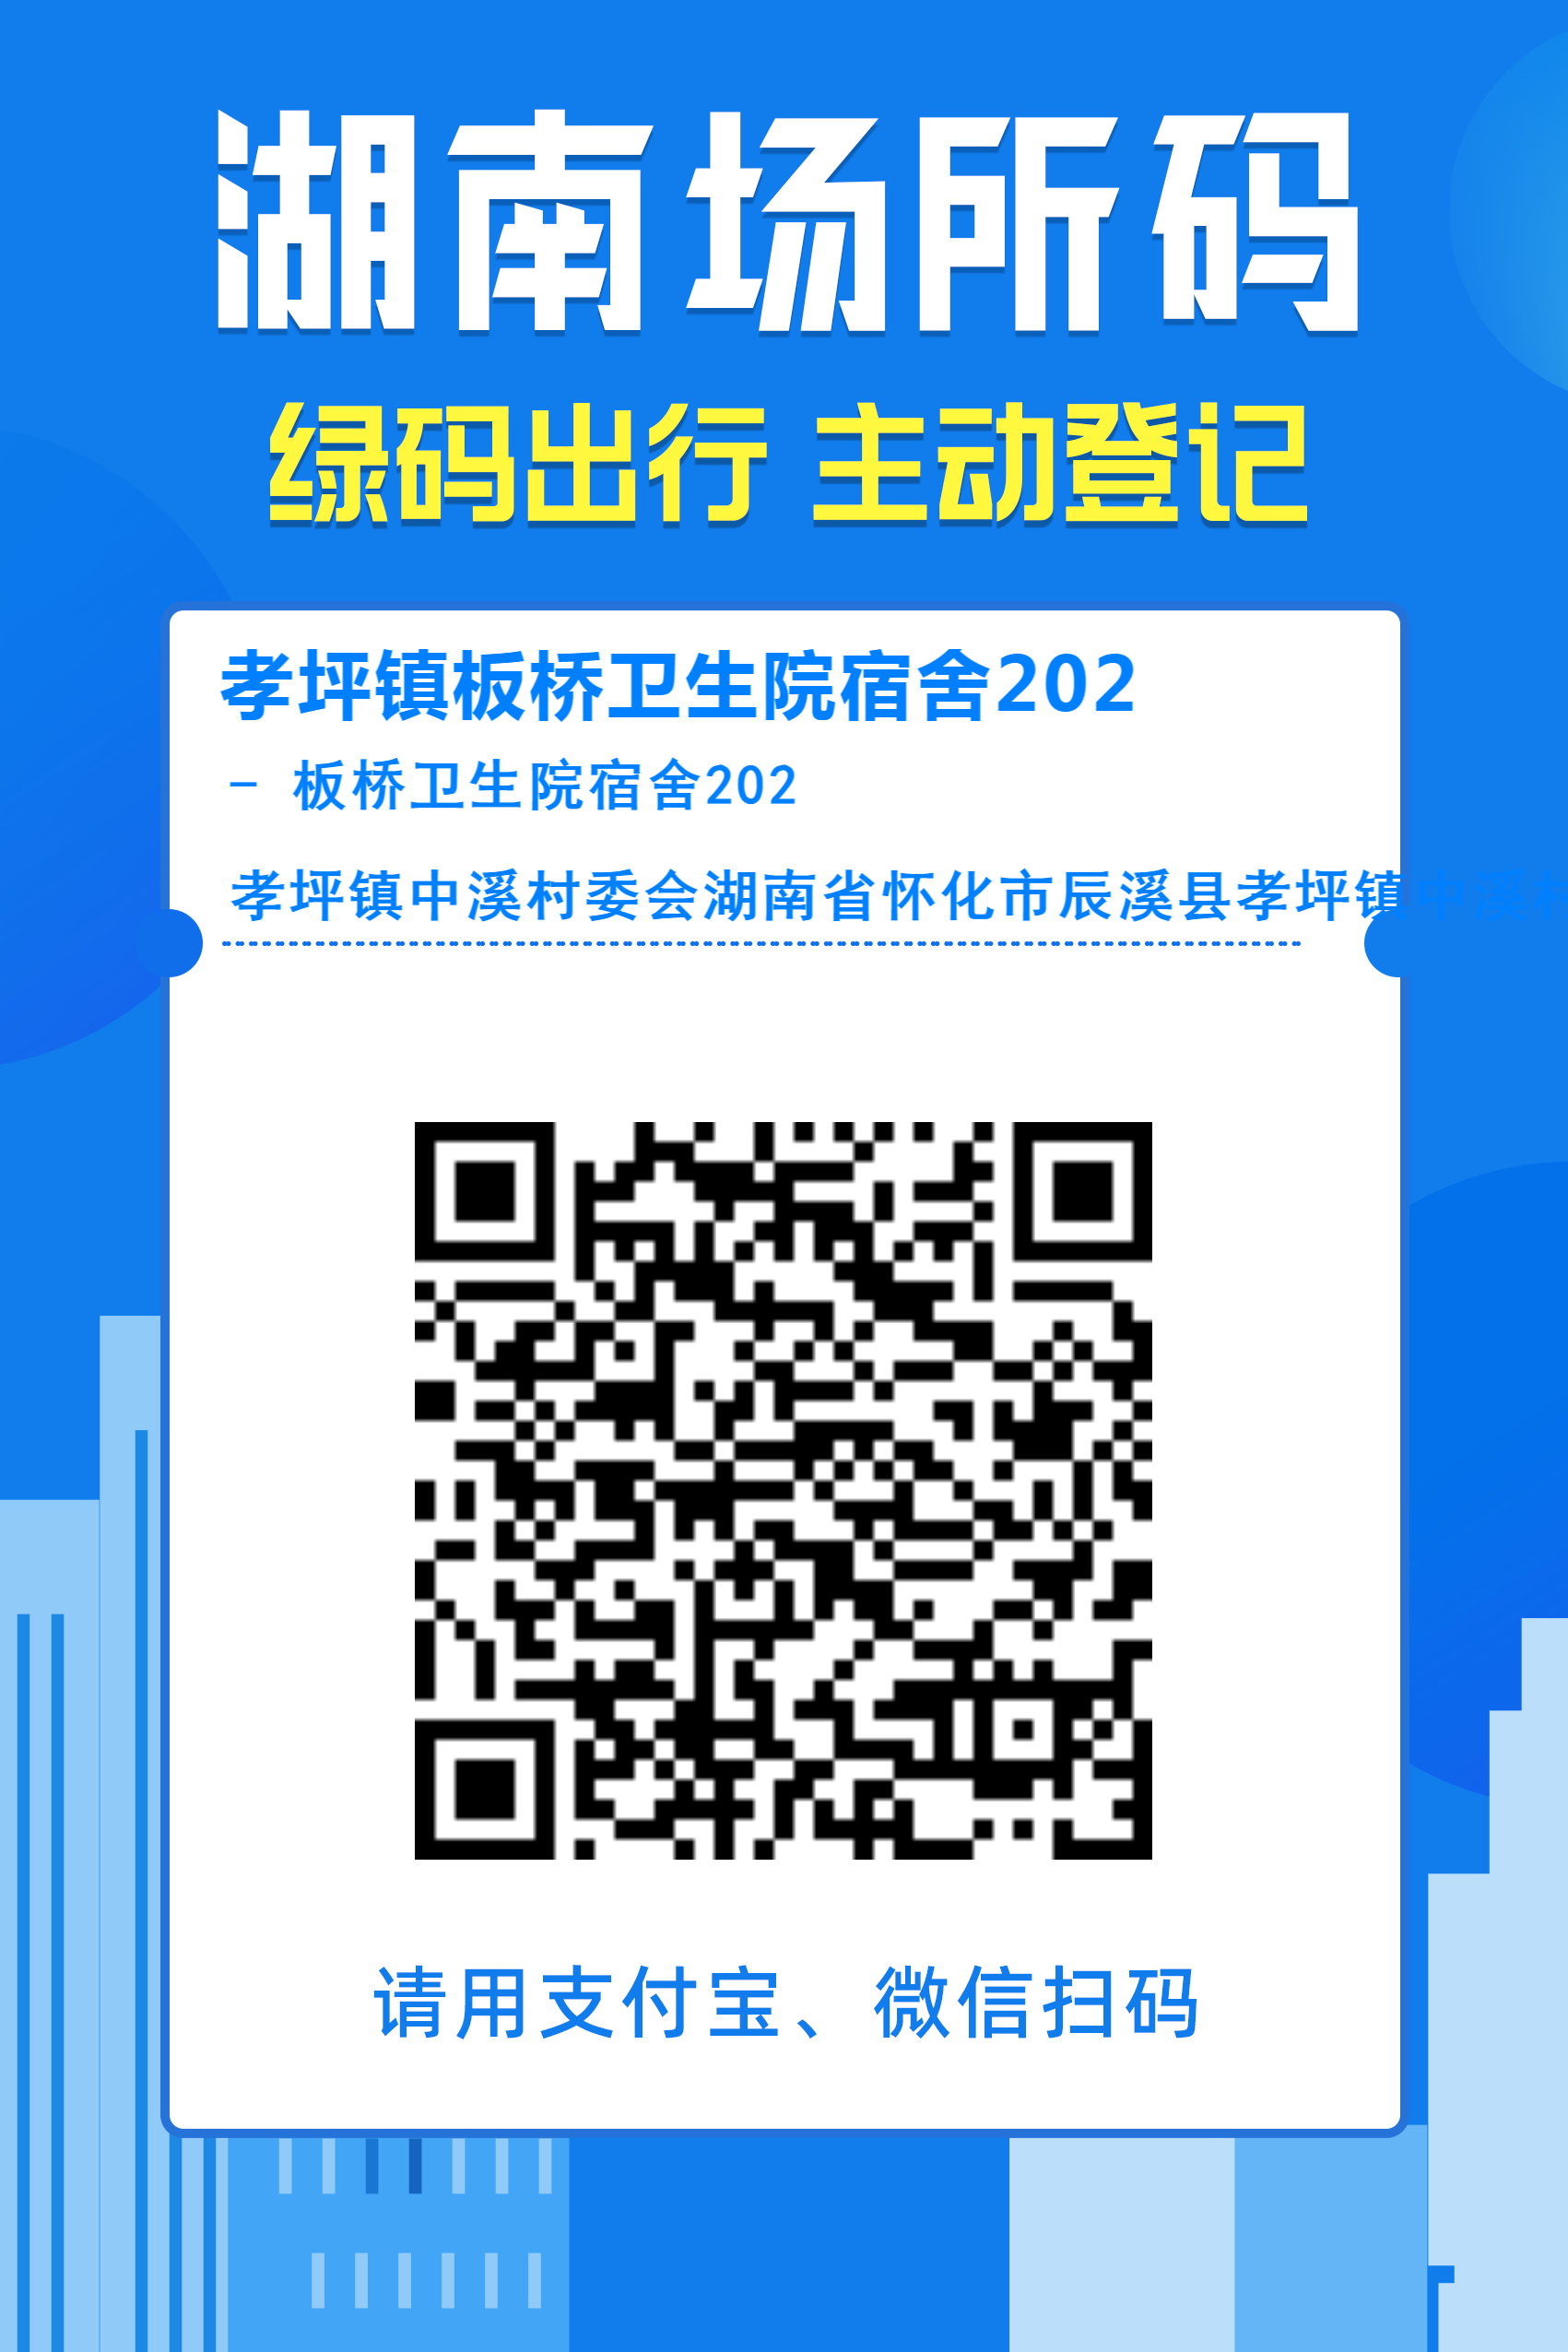 湖南场所码
绿码出行 主动登记
孝坪镇板桥卫生院宿舍202
- 板桥卫生院宿舍202
孝坪镇中溪村委会湖南省怀化市辰溪县孝坪镇中溪
请用支付宝、微信扫码